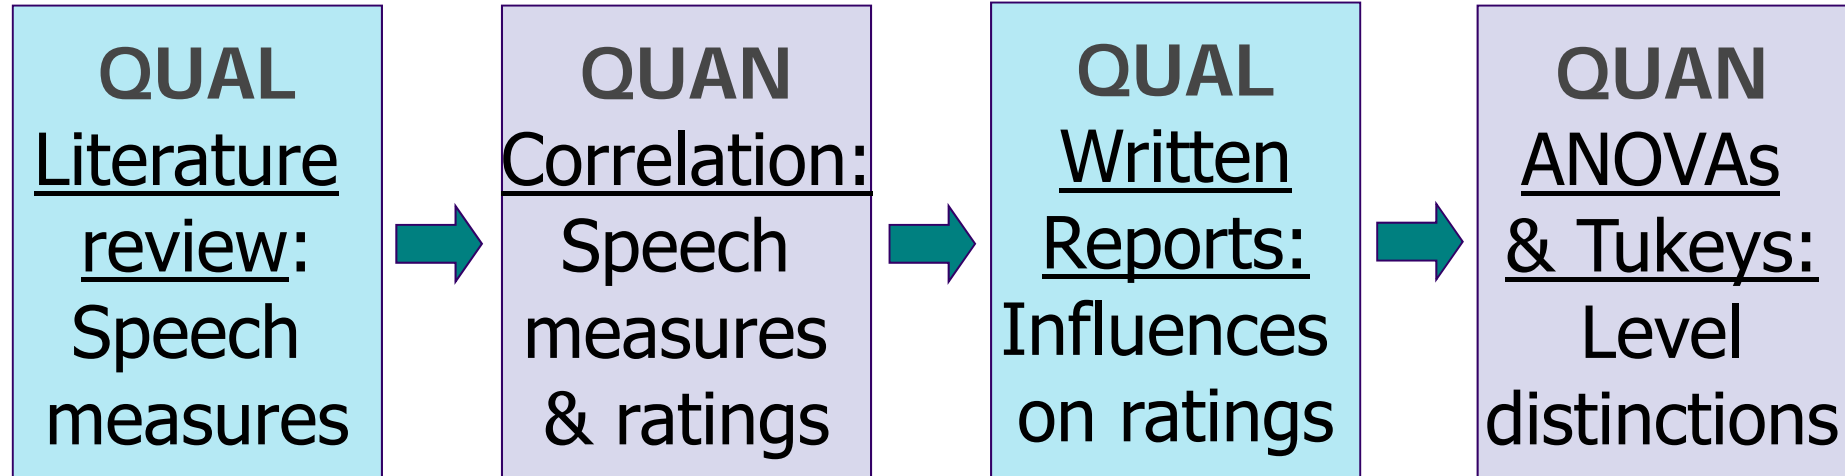 QUAL
Literature
review:
Speech
measures
QUAN
Correlation:
Speech
measures
& ratings
QUAL
Written
Reports:
Influences
on ratings
QUAN
ANOVAs
& Tukeys:
Level
distinctions